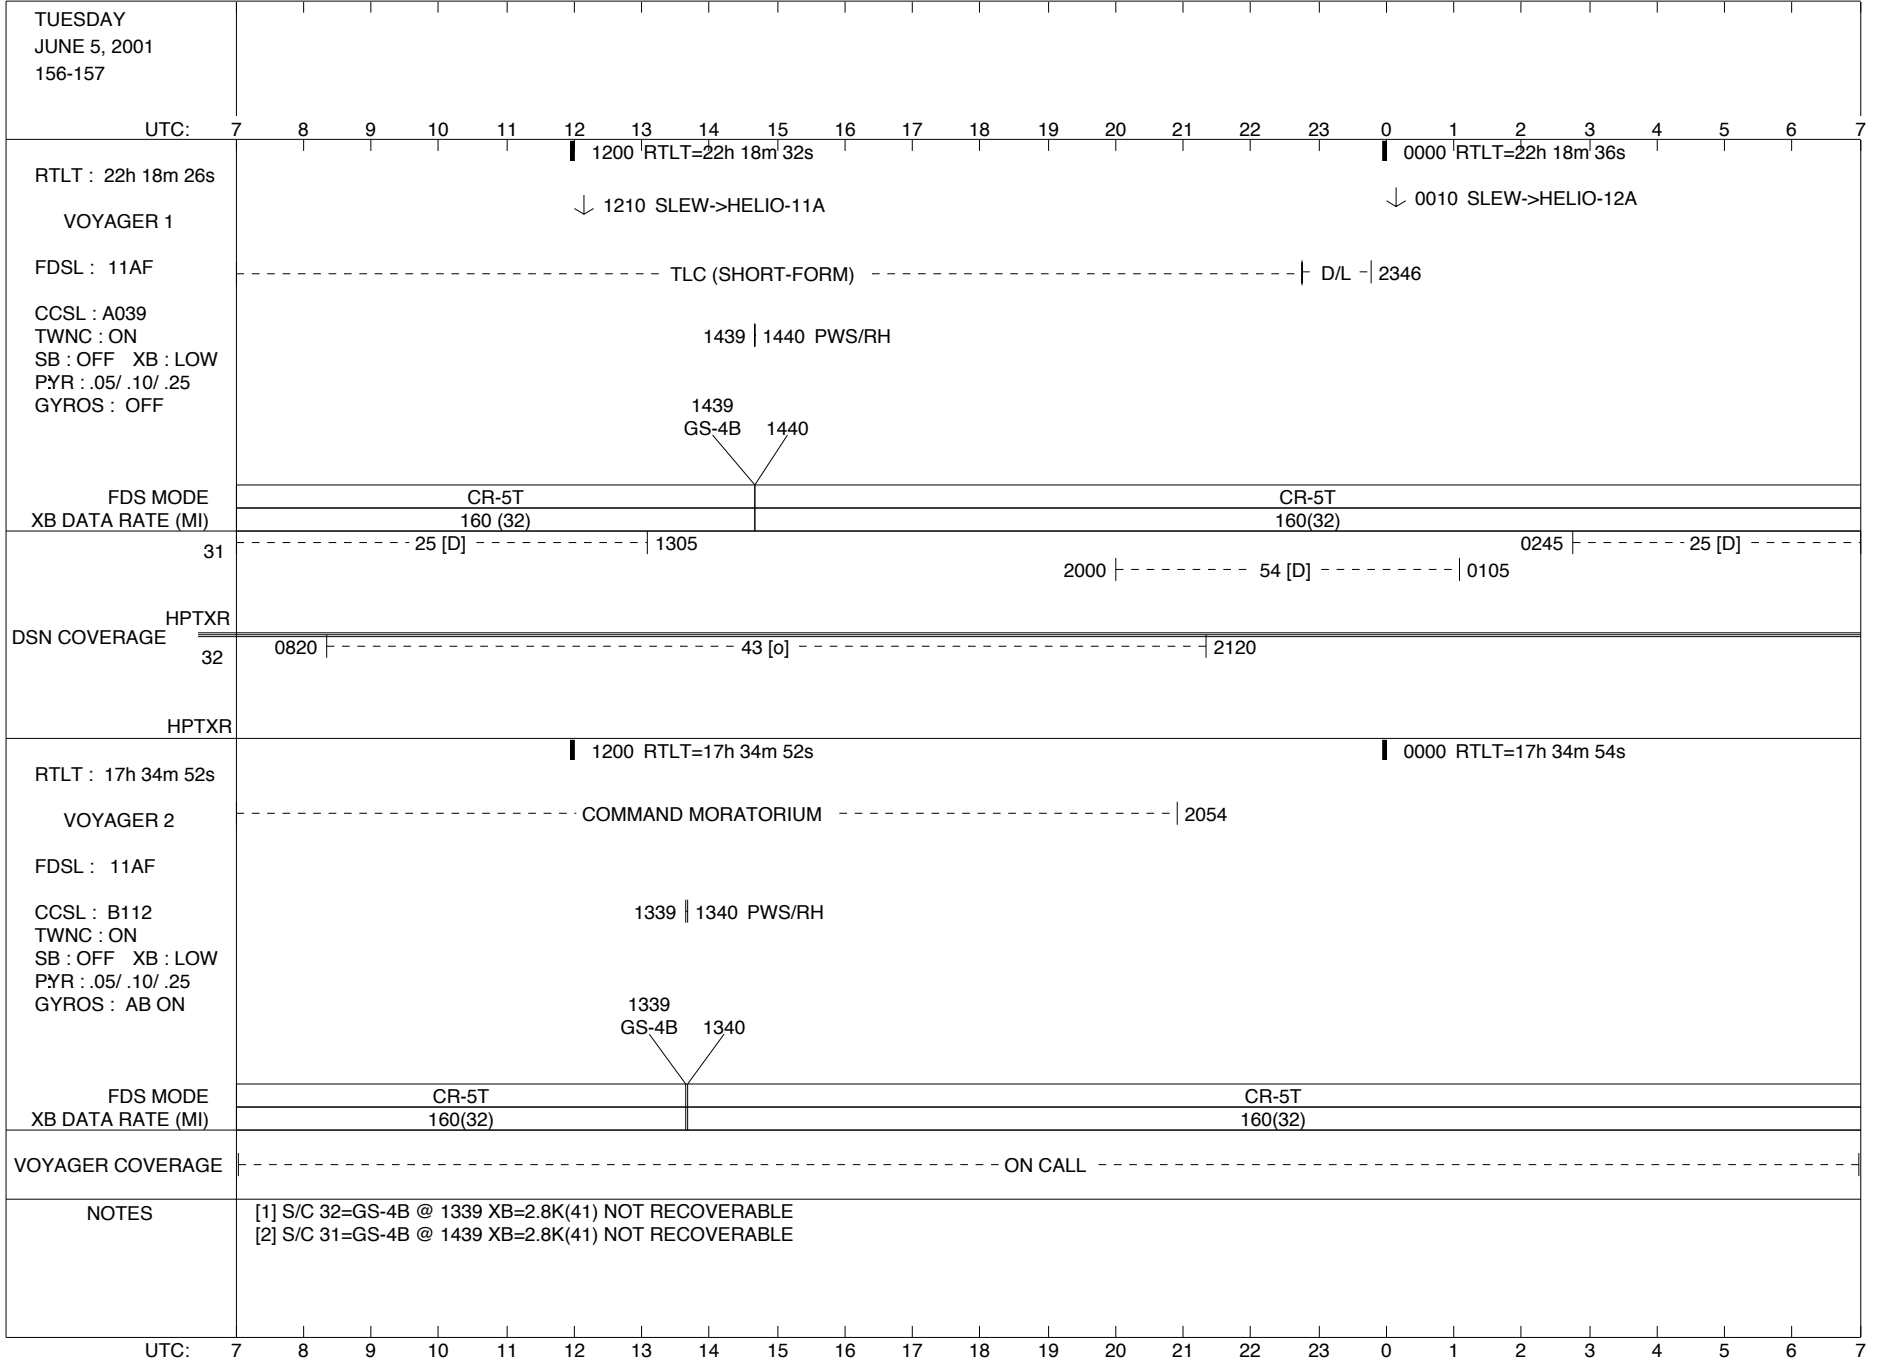 TUESDAY
JUNE 5, 2001
156-157
UTC: 7 8 9 10 11 12 13 14 15 16 17 18 19 20 21 22 23 0 1 2 3 4 5 6 7
1200 RTLT=22h 18m 32s 0000 RTLT=22h 18m 36s
RTLT : 22h 18m 26s
1210 SLEW->HELIO-11A 0010 SLEW->HELIO-12A
VOYAGER 1
FDSL : 11AF
TLC (SHORT-FORM) D/L 2346
CCSL : A039
TWNC : ON
1439 1440 PWS/RH
SB : OFF XB : LOW
P:YR : .05/ .10/ .25
GYROS : OFF
1439
GS-4B 1440
FDS MODE CR-5T CR-5T
XB DATA RATE (MI) 160 (32) 160(32)
31 25 [D] 1305 0245 25 [D]
2000 54 [D] 0105
HPTXR
DSN COVERAGE
32 0820 43 [o] 2120
HPTXR
1200 RTLT=17h 34m 52s 0000 RTLT=17h 34m 54s
RTLT : 17h 34m 52s
VOYAGER 2
COMMAND MORATORIUM 2054
FDSL : 11AF
CCSL : B112
1339 1340 PWS/RH
TWNC : ON
SB : OFF XB : LOW
P:YR : .05/ .10/ .25
GYROS : AB ON
1339
GS-4B 1340
FDS MODE CR-5T CR-5T
XB DATA RATE (MI) 160(32) 160(32)
VOYAGER COVERAGE ON CALL
NOTES
[1] S/C 32=GS-4B @ 1339 XB=2.8K(41) NOT RECOVERABLE
[2] S/C 31=GS-4B @ 1439 XB=2.8K(41) NOT RECOVERABLE
UTC: 7 8 9 10 11 12 13 14 15 16 17 18 19 20 21 22 23 0 1 2 3 4 5 6 7